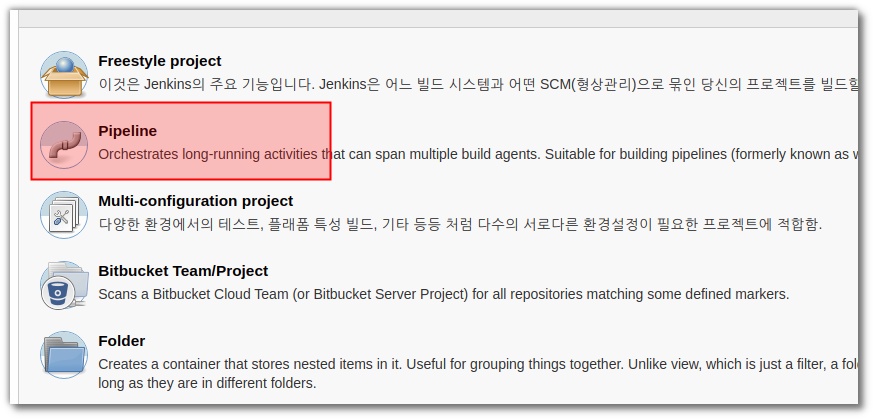 Freestyle project
이것은 Jenkins의 주요 기능입니다. Jenkins은 어느 빌드 시스템과 어떤 SCM(형상관리)으로 묶인 당신의 프로젝트를 빌드할
Pipeline
Orchestrates long-running activities that can span multiple build agents. Suitable for building pipelines (formerly known as
Multi-configuration project
다양한 환경에서의 테스트, 플래폼 특성 빌드, 기타 등등 처럼 다수의 서로다른 환경설정이 필요한 프로젝트에 적합함.
Bitbucket Team/Project
Scans a Bitbucket Cloud Team (or Bitbucket Server Project) for all repositories matching some defined markers.
Folder
Creates a container that stores nested items in it. Useful for grouping things together. Unlike view, which is just a filter, a
long as they are in different folders.